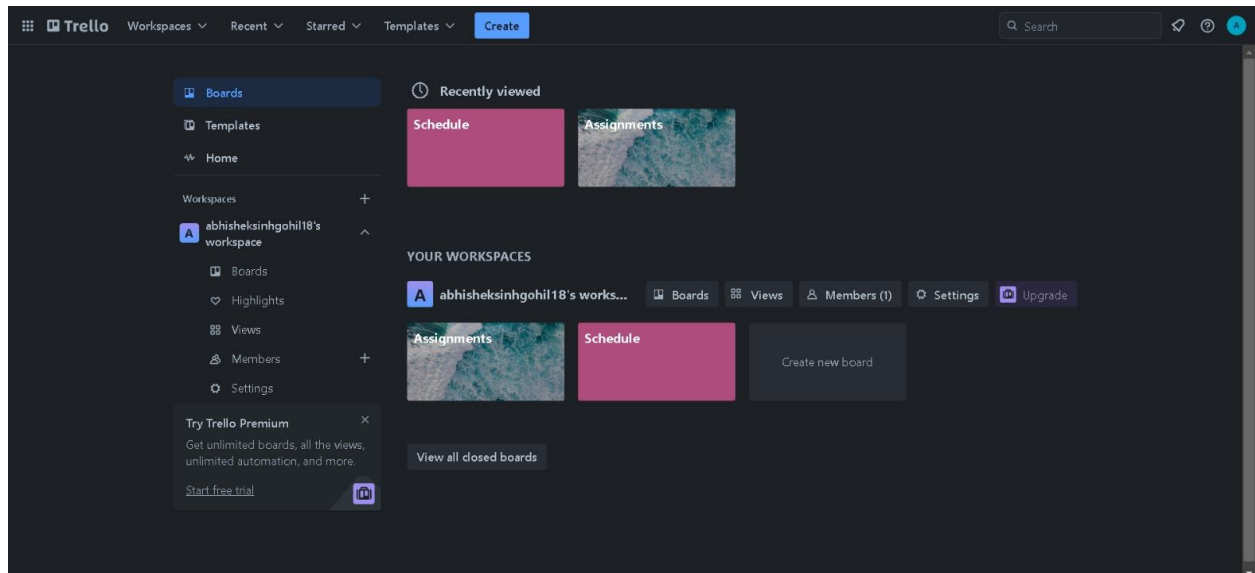 Trello Workspaces Recent Starred Templates Create Search A
Boards
Templates
Home
Workspaces
A abhisheksinhgohil18's
workspace
Boards
Highlights
Views
Members
Settings
Try Trello Premium
Get unlimited boards, all the views,
unlimited automation, and more.
Start free trial
Recently viewed
Schedule Assignments
YOUR WORKSPACES
A abhisheksinhgohil18's works... Boards Views Members (1) Settings Upgrade
Assignments Schedule Create new board
View all closed boards